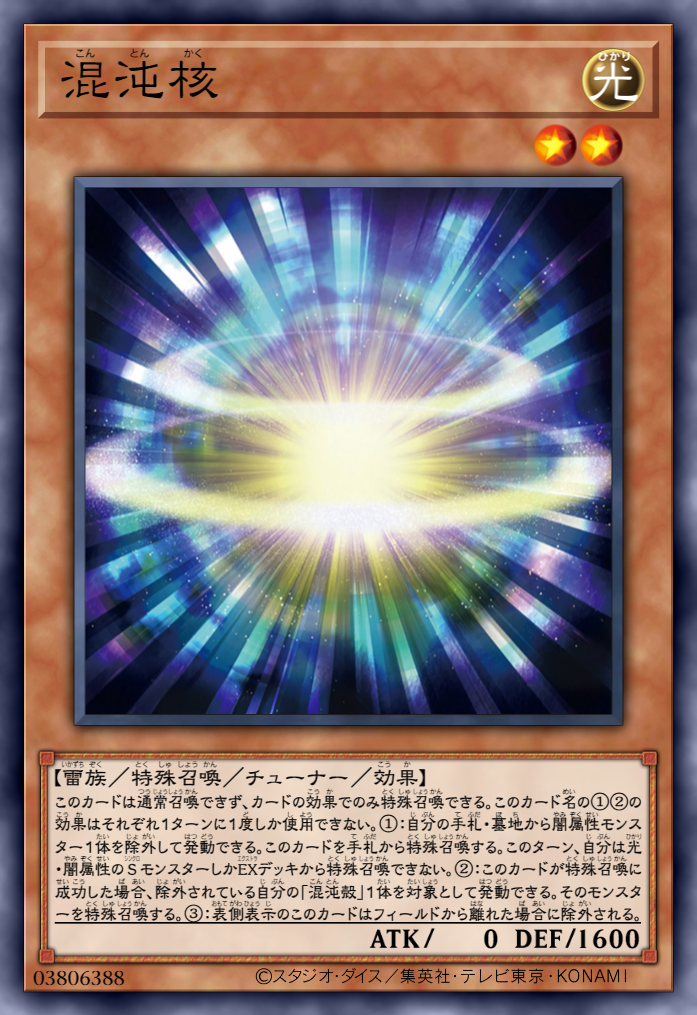 混沌核
こん とん かく
光
ひかり
【雷族／特殊召喚／チューナー／効果】
このカードは通常召喚できず、カードの効果でのみ特殊召喚できる。このカード名の①②の
効果はそれぞれ1ターンに1度しか使用できない。①:自分の手札・墓地から闇属性モンス
ター1体を除外して発動できる。このカードを手札から特殊召喚する。このターン、自分は光
・闇属性のSモンスターしかEXデッキから特殊召喚できない。②:このカードが特殊召喚に
成功した場合、除外されている自分の「混沌殻」1体を対象として発動できる。そのモンスタ
ーを特殊召喚する。③:表側表示のこのカードはフィールドから離れた場合に除外される。
ATK/ 0 DEF/1600
03806388 ©スタジオ・ダイス／集英社・テレビ東京・KONAMI